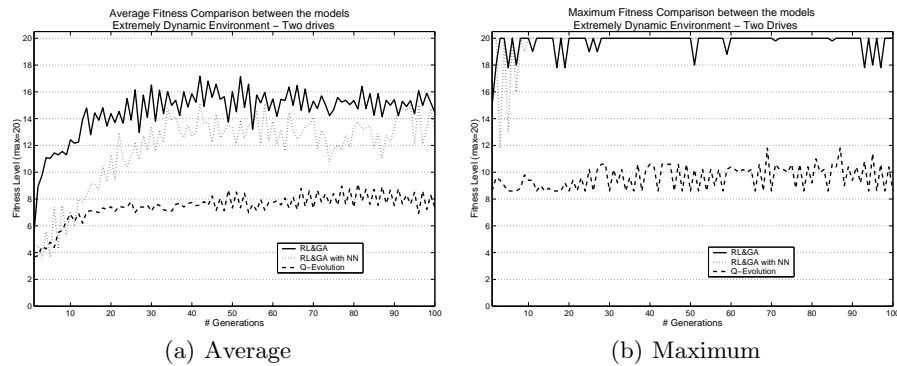 Average Fitness Comparison between the models
Extremely Dynamic Environment – Two drives
20
18
16
14
12
10
8
6
4
2
0
Fitness Level (max=20)
RL&GA
RL&GA with NN
Q–Evolution
10 20 30 40 50 60 70 80 90 100
# Generations
(a) Average
Maximum Fitness Comparison between the models
Extremely Dynamic Environment – Two Drives
20
18
16
14
12
10
8
6
4
2
0
Fitness Level (max=20)
RL&GA
RL&GA with NN
Q–Evolution
10 20 30 40 50 60 70 80 90 100
# Generations
(b) Maximum